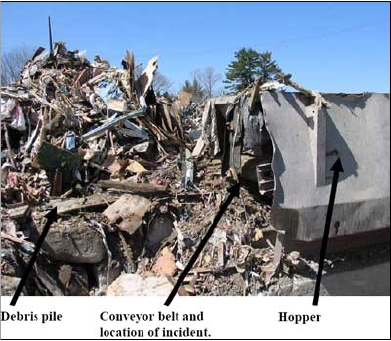 Debris pile
Conveyor belt and
location of incident.
Hopper